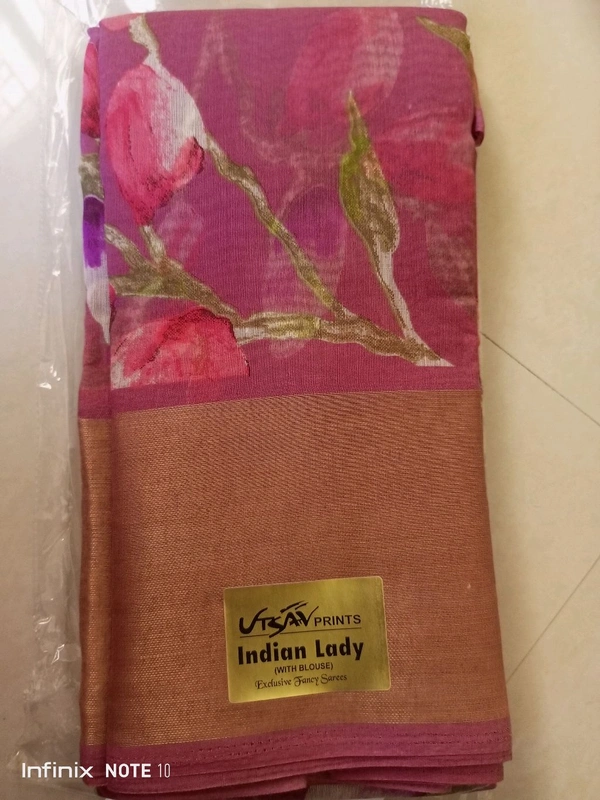 UTSAV PRINTS
Indian Lady
(WITH BLOUSE)
Exclusive Fancy Sarees
Infinix NOTE 10